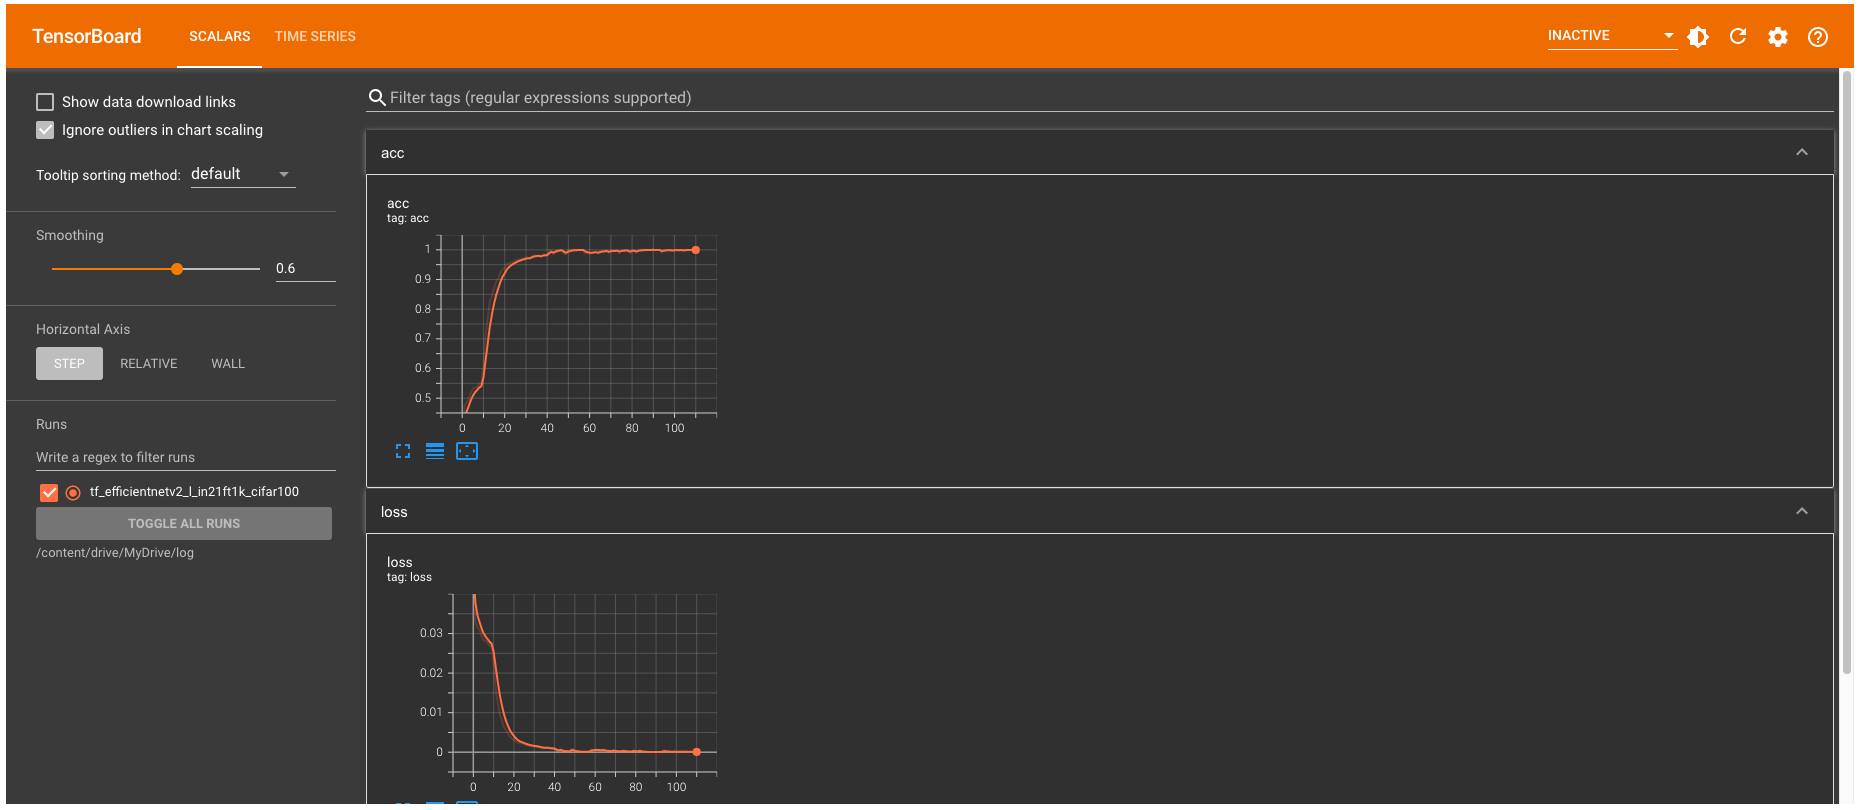 TensorBoard SCALARS TIME SERIES INACTIVE
Show data download links
Ignore outliers in chart scaling
Tooltip sorting method: default
Smoothing
0.6
Horizontal Axis
STEP RELATIVE WALL
Runs
Write a regex to filter runs
tf_efficientnetv2_l_in21ft1k_cifar100
TOGGLE ALL RUNS
/content/drive/MyDrive/log
Filter tags (regular expressions supported)
acc
acc
tag: acc
1
0.9
0.8
0.7
0.6
0.5
0 20 40 60 80 100
loss
loss
tag: loss
0.03
0.02
0.01
0
0 20 40 60 80 100